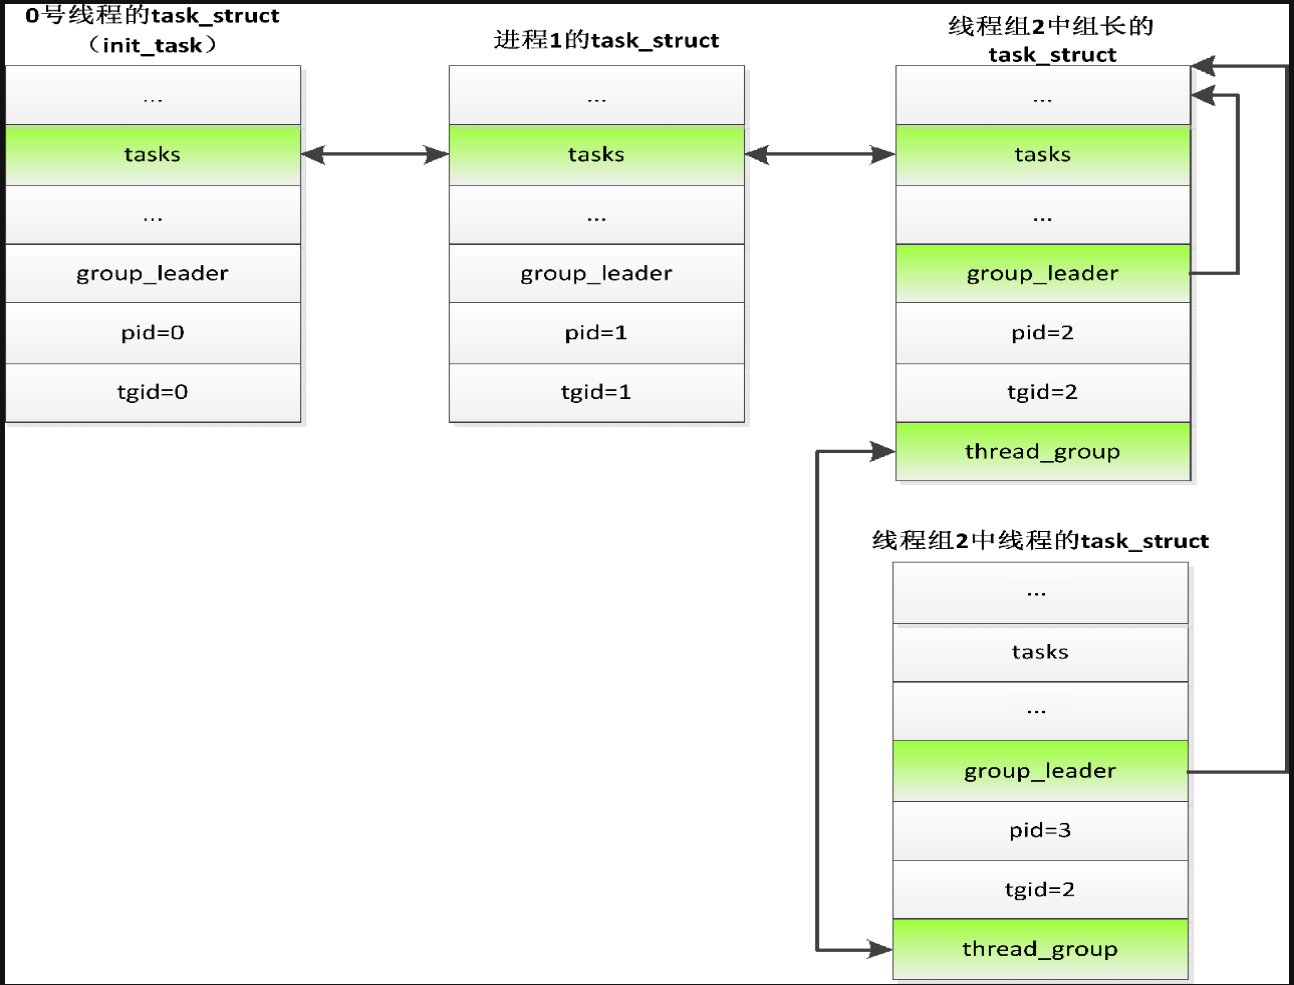 0号线程的task_struct
（init_task）
...
tasks
...
group_leader
pid=0
tgid=0
进程1的task_struct
...
tasks
...
group_leader
pid=1
tgid=1
线程组2中组长的
task_struct
...
tasks
...
group_leader
pid=2
tgid=2
thread_group
线程组2中线程的task_struct
...
tasks
...
group_leader
pid=3
tgid=2
thread_group